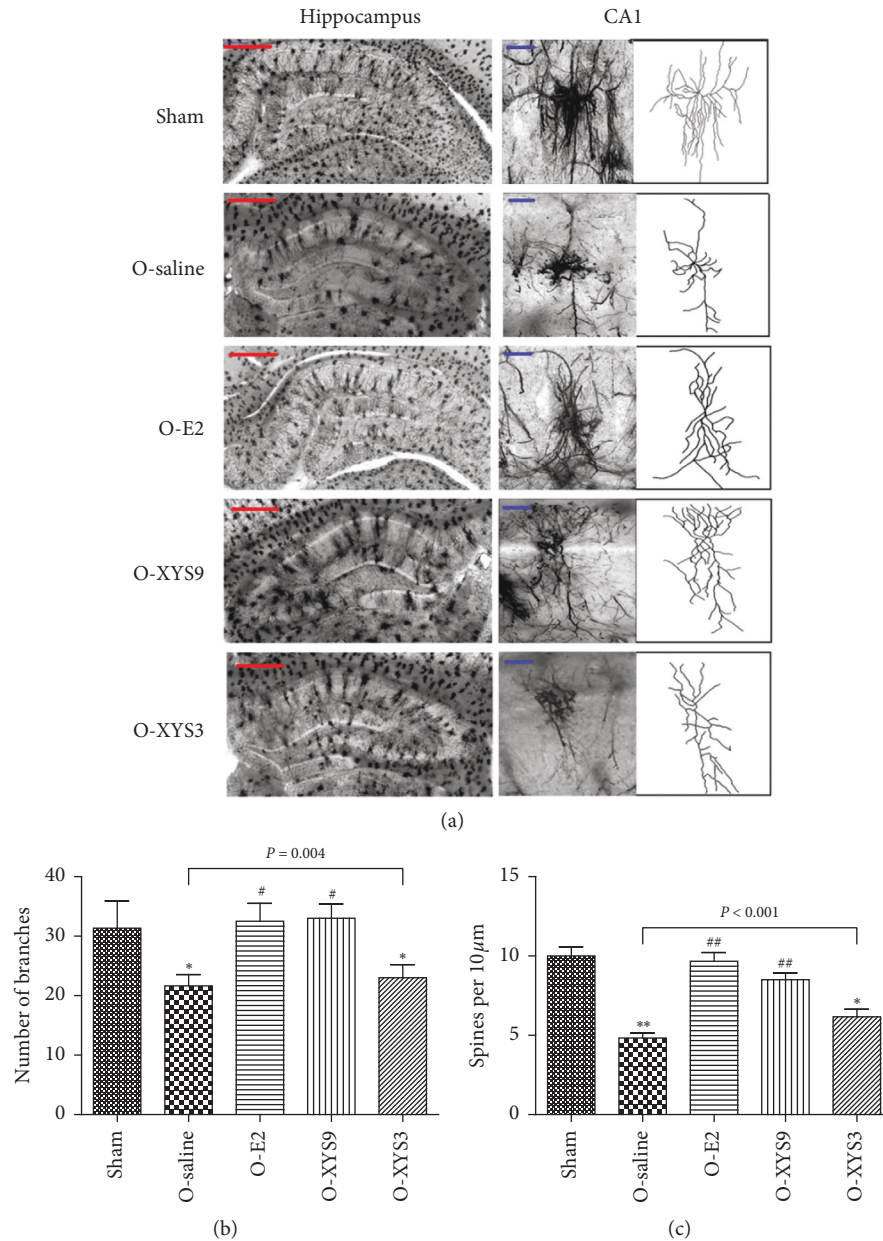 Hippocampus CA1
Sham
O-saline
O-E2
O-XYS9
O-XYS3
(a)
P = 0.004
Number of branches
40
30
20
10
0
*
#
#
*
Sham
O-saline
O-E2
O-XYS9
O-XYS3
(b)
P < 0.001
Spines per 10 μm
15
10
5
0
**
##
##
*
Sham
O-saline
O-E2
O-XYS9
O-XYS3
(c)